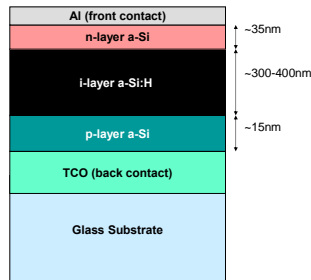 Al (front contact)
n-layer a-Si
~35nm
i-layer a-Si:H
~300-400nm
p-layer a-Si
~15nm
TCO (back contact)
Glass Substrate